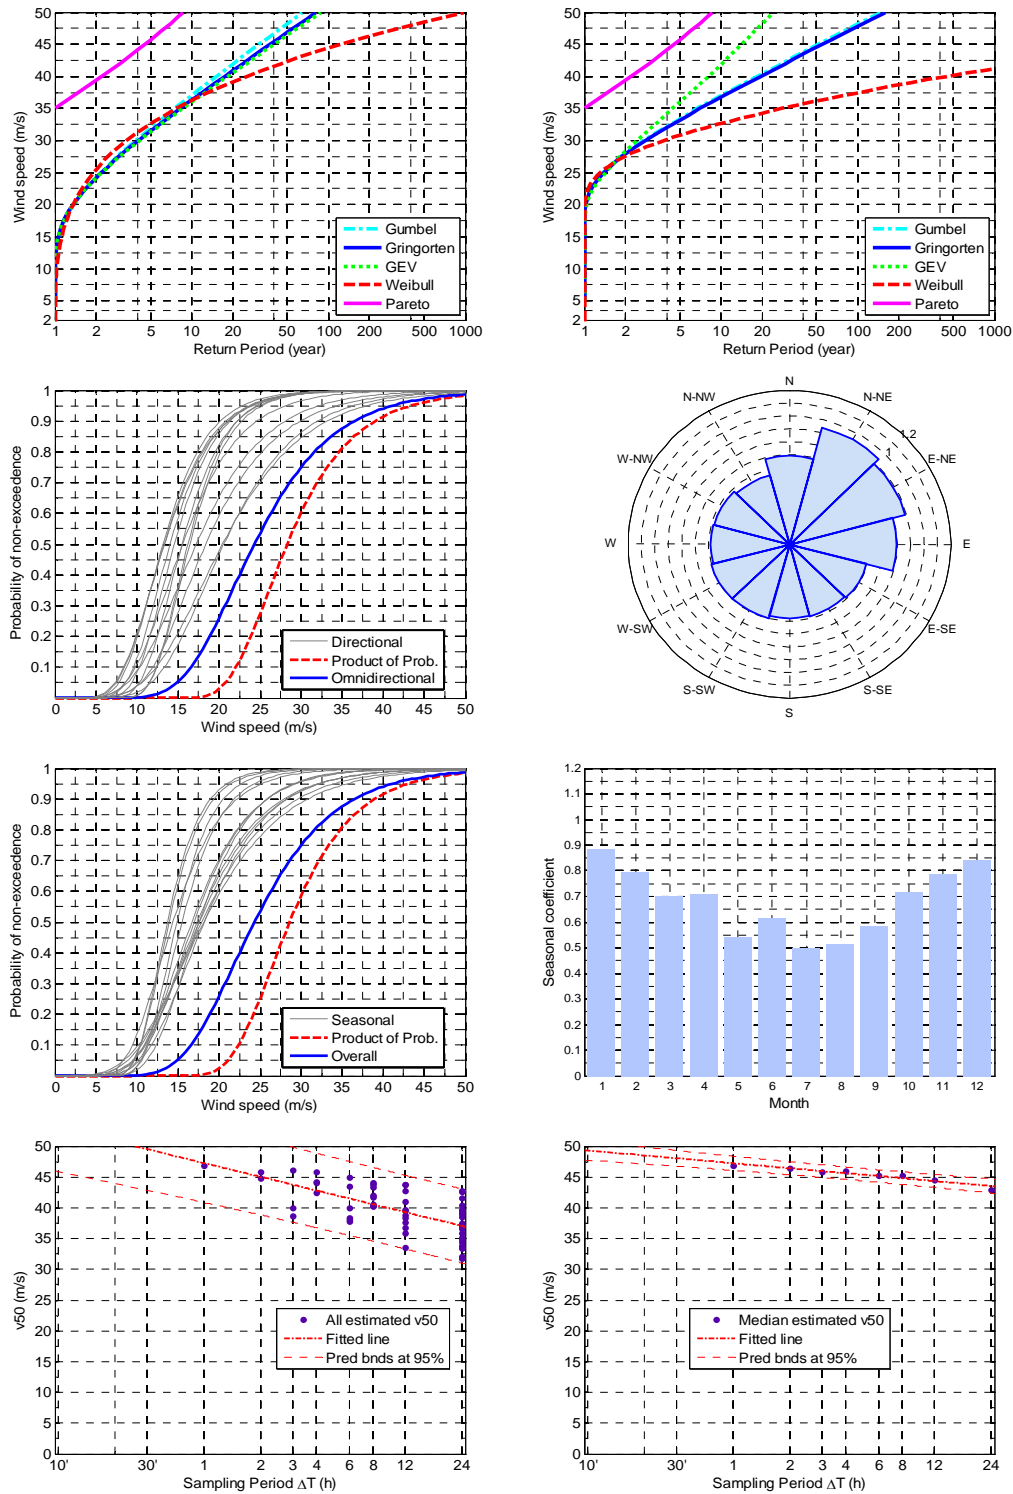 50
45
40
35
30
25
20
15
10
5
2
Wind speed (m/s)
Gumbel
Gringorten
GEV
Weibull
Pareto
1 2 5 10 20 50 100 200 500 1000
Return Period (year)
50
45
40
35
30
25
20
15
10
5
2
Wind speed (m/s)
Gumbel
Gringorten
GEV
Weibull
Pareto
1 2 5 10 20 50 100 200 500 1000
Return Period (year)
1
0.9
0.8
0.7
0.6
0.5
0.4
0.3
0.2
0.1
Probability of non-exceedence
Directional
Product of Prob.
Omnidirectional
0 5 10 15 20 25 30 35 40 45 50
Wind speed (m/s)
N
N-NW
N-NE
1.2
1
W-NW
E-NE
W
E
W-SW
E-SE
S-SW
S-SE
S
1
0.9
0.8
0.7
0.6
0.5
0.4
0.3
0.2
0.1
Probability of non-exceedence
Seasonal
Product of Prob.
Overall
0 5 10 15 20 25 30 35 40 45 50
Wind speed (m/s)
1.2
1.1
1
0.9
0.8
0.7
0.6
0.5
0.4
0.3
0.2
0.1
0
Seasonal coefficient
1 2 3 4 5 6 7 8 9 10 11 12
Month
50
45
40
35
30
25
20
15
10
5
0
v50 (m/s)
All estimated v50
Fitted line
Pred bnds at 95%
10' 30' 1 2 3 4 6 8 12 24
Sampling Period ΔT (h)
50
45
40
35
30
25
20
15
10
5
0
v50 (m/s)
Median estimated v50
Fitted line
Pred bnds at 95%
10' 30' 1 2 3 4 6 8 12 24
Sampling Period ΔT (h)